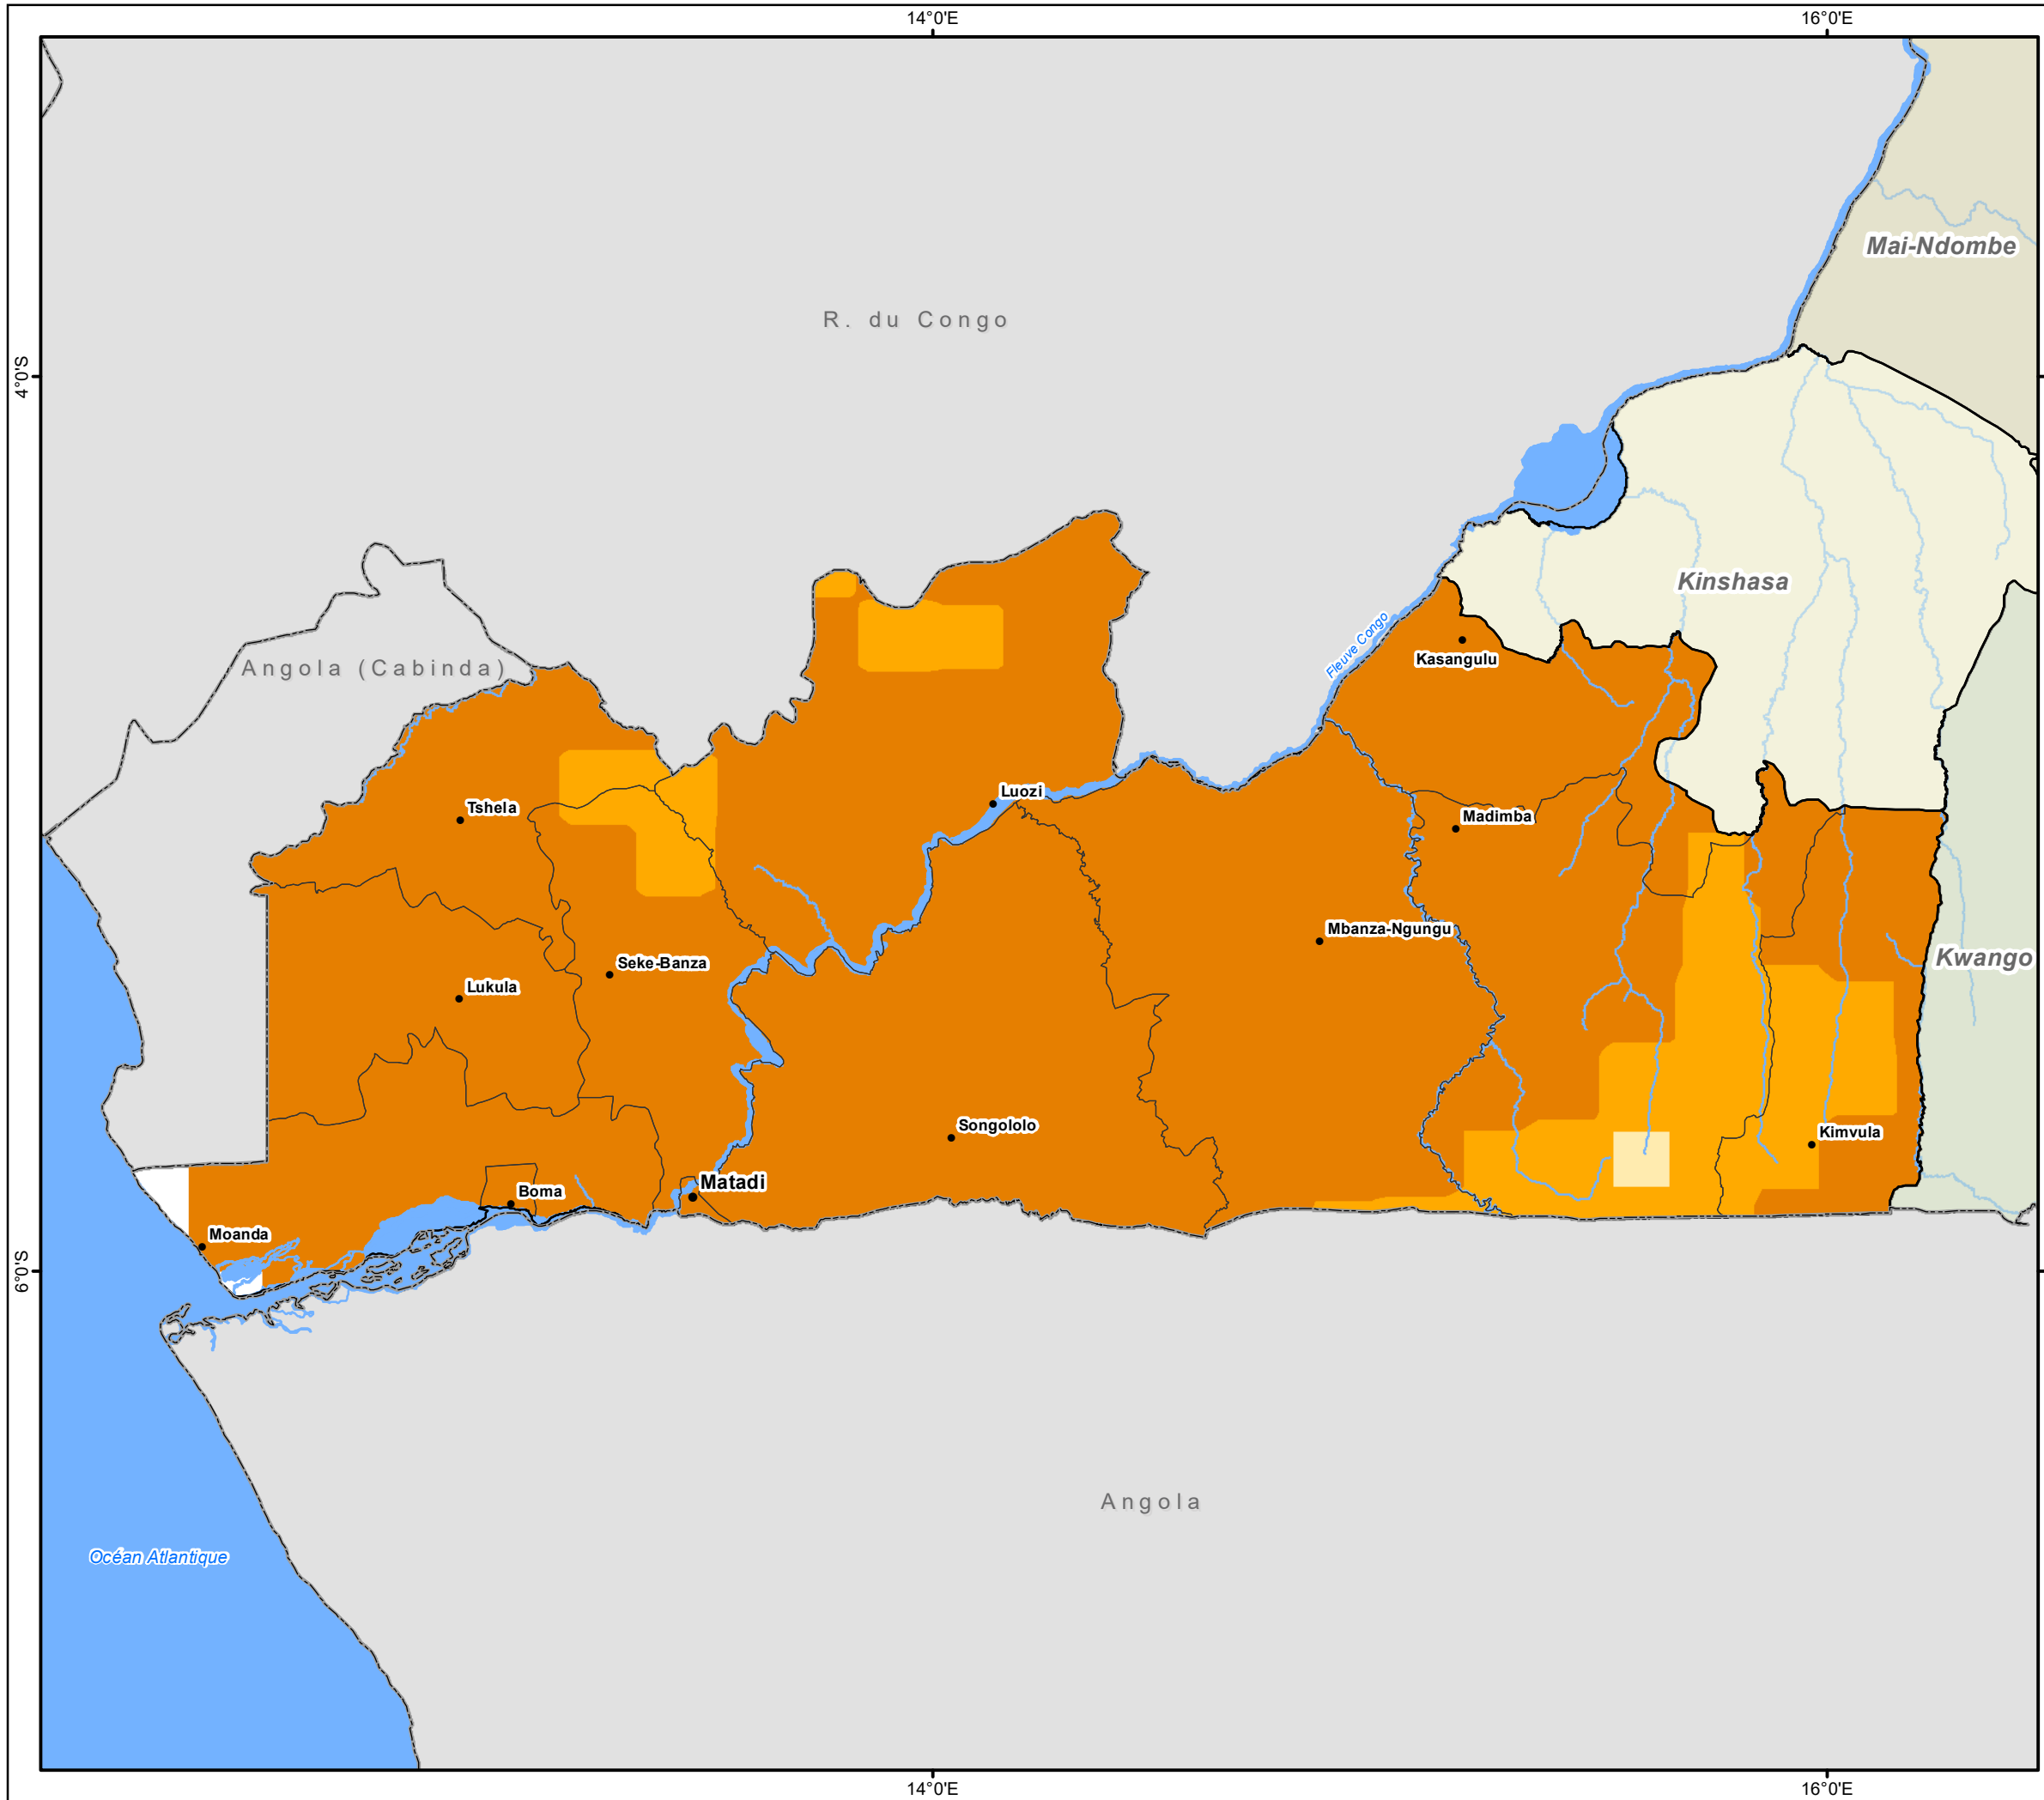 14°0'E
16°0'E
Mai-Ndombe
R. du Congo
4°0'S
Kinshasa
Fleuve Congo
Kasangulu
Angola (Cabinda)
Luozi
Tshela
Madimba
Mbanza-Ngungu
Kwango
Seke-Banza
Lukula
Songololo
Kimvula
Matadi
Boma
Moanda
6°0'S
Angola
Océan Atlantique
14°0'E
16°0'E